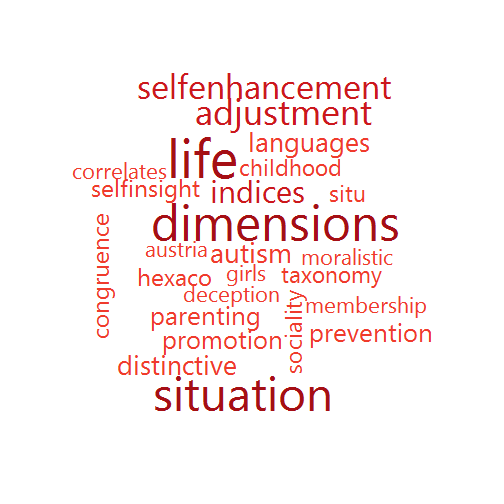 selfenhancement
adjustment
languages
life
correlates
childhood
selfinsight
indices
situ
dimensions
congruence
austria
autism
moralistic
hexaco
girls
taxonomy
deception
sociality
membership
parenting
promotion
prevention
distinctive
situation